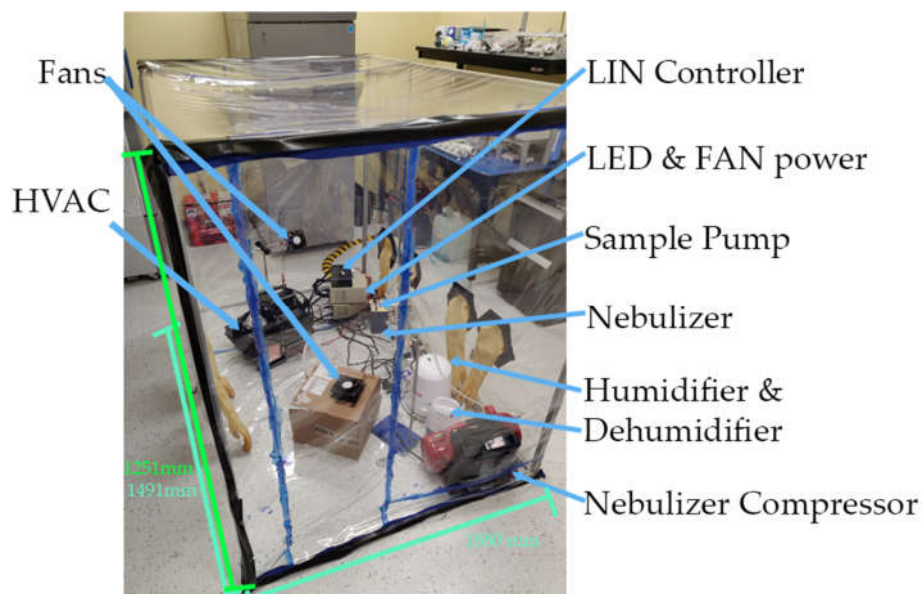 Fans
HVAC
LIN Controller
LED & FAN power
Sample Pump
Nebulizer
Humidifier &
Dehumidifier
Nebulizer Compressor
1251mm
1491mm